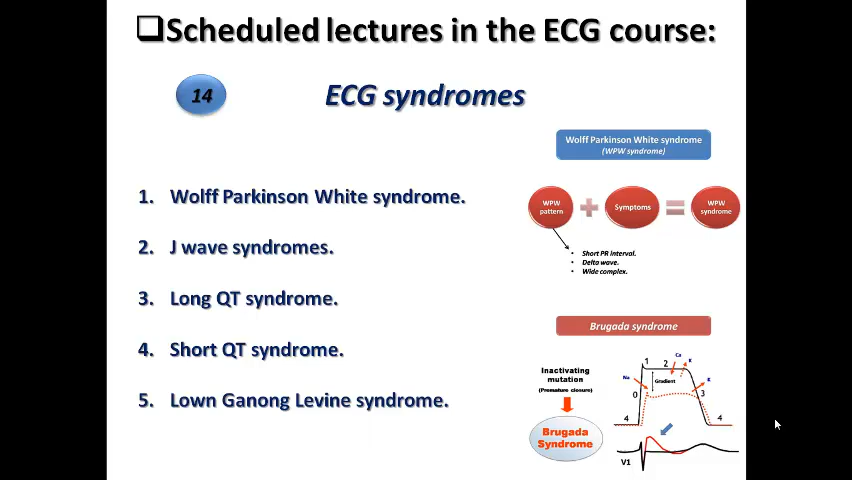 ❑Scheduled lectures in the ECG course:
14
ECG syndromes
1. Wolff Parkinson White syndrome.
2. J wave syndromes.
3. Long QT syndrome.
4. Short QT syndrome.
5. Lown Ganong Levine syndrome.
Wolff Parkinson White syndrome
(WPW syndrome)
WPW
pattern
+
Symptoms
=
WPW
syndrome
• Short PR interval.
• Delta wave.
• Wide complex.
Brugada syndrome
Inactivating
mutation
(Premature closure)
Brugada
Syndrome
1
2
Ca
K
Na
Gradient
K
0
3
4
4
V1